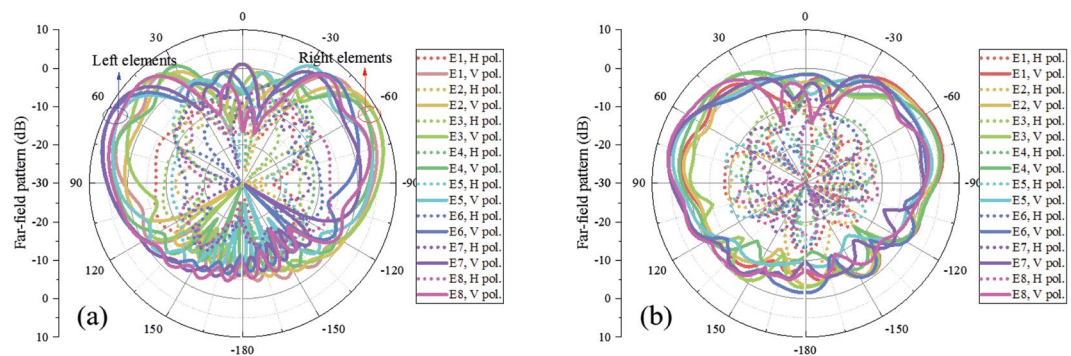 0
30
-30
Left elements
Right elements
60
-60
90
-90
120
-120
150
-150
-180
10
0
-10
-20
-30
-20
-10
0
10
Far-field pattern (dB)
(a)
E1, H pol.
E1, V pol.
E2, H pol.
E2, V pol.
E3, H pol.
E3, V pol.
E4, H pol.
E4, V pol.
E5, H pol.
E5, V pol.
E6, H pol.
E6, V pol.
E7, H pol.
E7, V pol.
E8, H pol.
E8, V pol.
0
30
-30
60
-60
90
-90
120
-120
150
-150
-180
10
0
-10
-20
-30
-20
-10
0
10
Far-field pattern (dB)
(b)
E1, H pol.
E1, V pol.
E2, H pol.
E2, V pol.
E3, H pol.
E3, V pol.
E4, H pol.
E4, V pol.
E5, H pol.
E5, V pol.
E6, H pol.
E6, V pol.
E7, H pol.
E7, V pol.
E8, H pol.
E8, V pol.